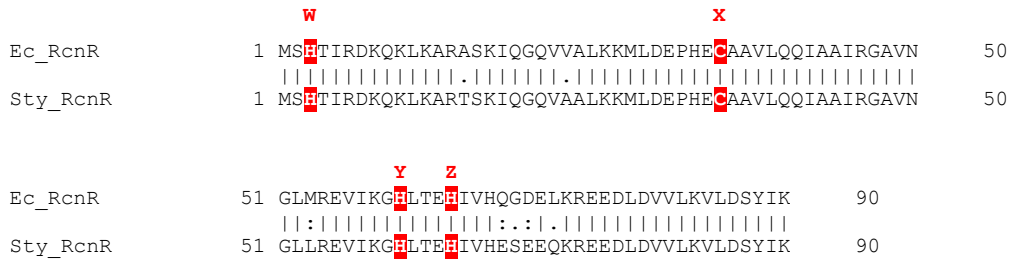 W X
Ec_RcnR 1 MSHTIRDKQKLKARASKIQGQVVALKKMLDEPHECAAVLQQIAAIRGAVN 50
||||||||||||||.|||||||.|||||||||||||||||||||||||||
Sty_RcnR 1 MSHTIRDKQKLKARTSKIQGQVAALKKMLDEPHECAAVLQQIAAIRGAVN 50
Y Z
Ec_RcnR 51 GLMREVIKGHLTEHIVHQGDELKREEDLDVVLKVLDSYIK 90
||:||||||||||||||:.:|.||||||||||||||||||
Sty_RcnR 51 GLLREVIKGHLTEHIVHESEEQKREEDLDVVLKVLDSYIK 90